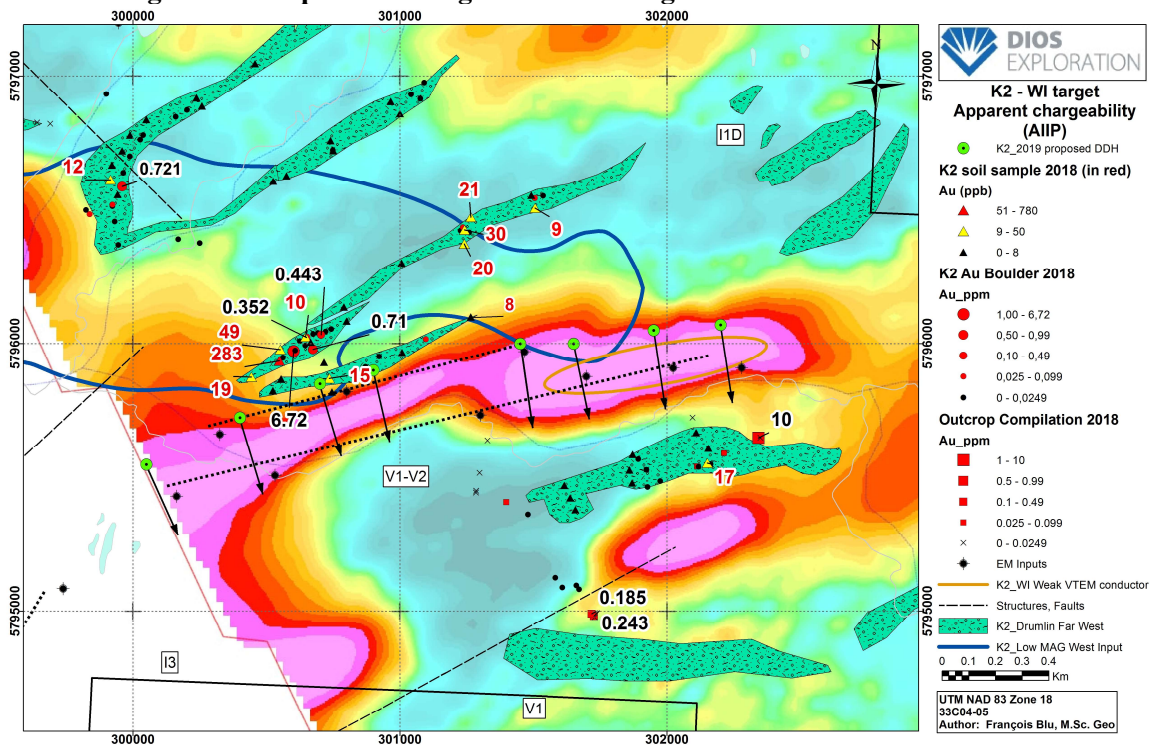 300000
301000
302000
5797000
5797000
I1D
12
0.721
21
9
30
20
0.443
10
0.352
0.71
8
49
283
5796000
5796000
19
15
6.72
10
V1-V2
17
0.185
0.243
5795000
5795000
I3
V1
300000
301000
302000
N
DIOS
EXPLORATION
K2 - WI target
Apparent chargeability
(AIIP)
K2_2019 proposed DDH
K2 soil sample 2018 (in red)
Au (ppb)
51 - 780
9 - 50
0 - 8
K2 Au Boulder 2018
Au_ppm
1,00 - 6,72
0,50 - 0,99
0,10 - 0,49
0,025 - 0,099
0 - 0,0249
Outcrop Compilation 2018
Au_ppm
1 - 10
0.5 - 0.99
0.1 - 0.49
0.025 - 0.099
0 - 0.0249
EM Inputs
K2_WI Weak VTEM conductor
Structures, Faults
K2_Drumlin Far West
K2_Low MAG West Input
0 0.1 0.2 0.3 0.4
Km
UTM NAD 83 Zone 18
33C04-05
Author: François Blu, M.Sc. Geo